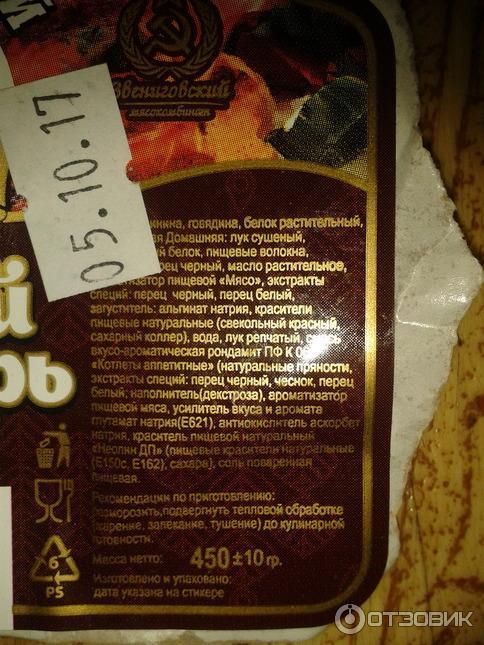 й
Звениговский
мясокомбинат
05.10.17
говядина, белок растительный,
Домашняя: лук сушеный,
белок, пищевые волокна,
перец черный, масло растительное,
пищевой «Мясо», экстракты
специй: перец черный, перец белый,
загуститель: альгинат натрия, красители
пищевые натуральные (свекольный красный,
сахарный коллер), вода, лук репчатый, смесь
вкусо-ароматическая рондамит ПФ К
«Котлеты аппетитные» (натуральные пряности,
экстракты специй: перец черный, чеснок, перец
белый; наполнитель(декстроза), ароматизатор
пищевой мяса, усилитель вкуса и аромата
глутамат натрия(Е621), антиокислитель аскорбат
натрия, краситель пищевой натуральный
«Неолин ДП» (пищевые красители натуральные
(Е150с, Е162), сахара), соль поваренная
пищевая.
й
рь
Рекомендации по приготовлению:
разморозить,подвергнуть тепловой обработке
(жарение, запекание, тушение) до кулинарной
готовности.
Масса нетто: 450±10 гр.
Изготовлено и упаковано:
дата указана на стикере
6
PS
ОТЗОВИК